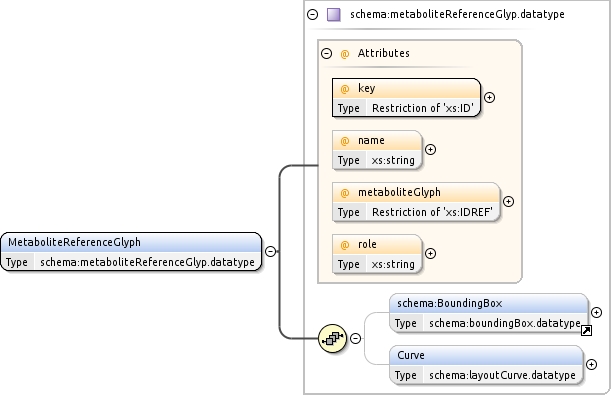 schema:metaboliteReferenceGlyp.datatype
@ Attributes
@ key
Type Restriction of 'xs:ID'
@ name
Type xs:string
@ metaboliteGlyph
Type Restriction of 'xs:IDREF'
@ role
Type xs:string
MetaboliteReferenceGlyph
Type schema:metaboliteReferenceGlyp.datatype
schema:BoundingBox
Type schema:boundingBox.datatype
Curve
Type schema:layoutCurve.datatype